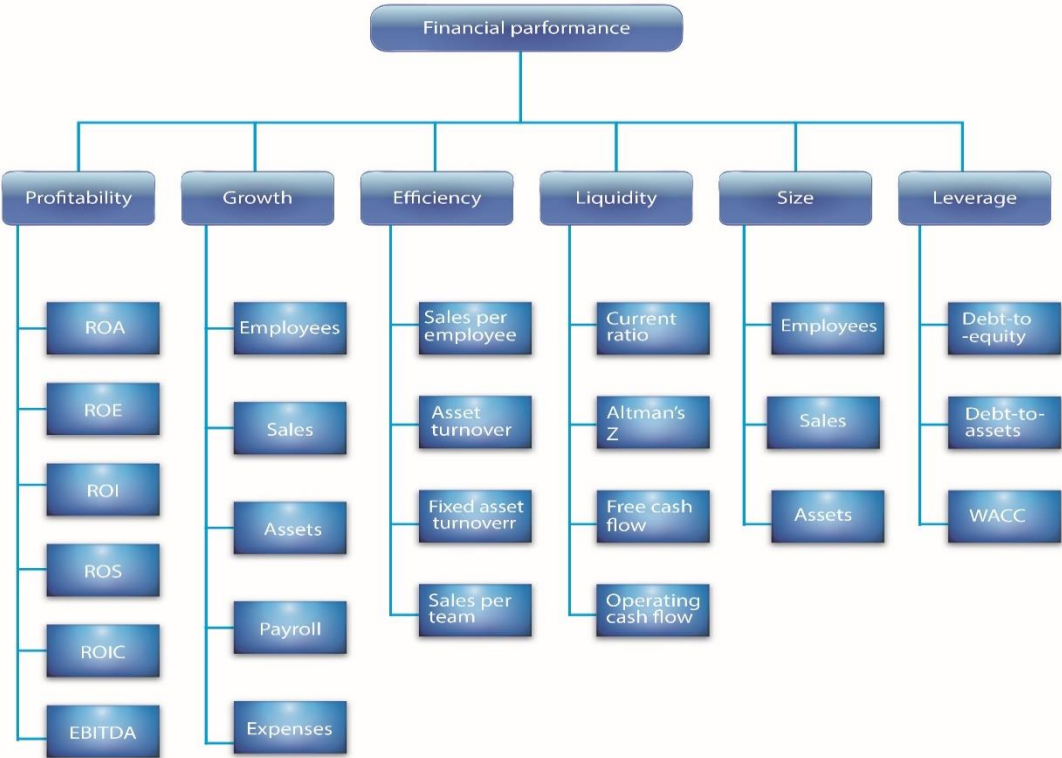 Financial parformance
Profitability
Growth
Efficiency
Liquidity
Size
Leverage
ROA
ROE
ROI
ROS
ROIC
EBITDA
Employees
Sales
Assets
Payroll
Expenses
Sales per
employee
Asset
turnover
Fixed asset
turnoverr
Sales per
team
Current
ratio
Altman's
Z
Free cash
flow
Operating
cash flow
Employees
Sales
Assets
Debt-to
-equity
Debt-to-
assets
WACC